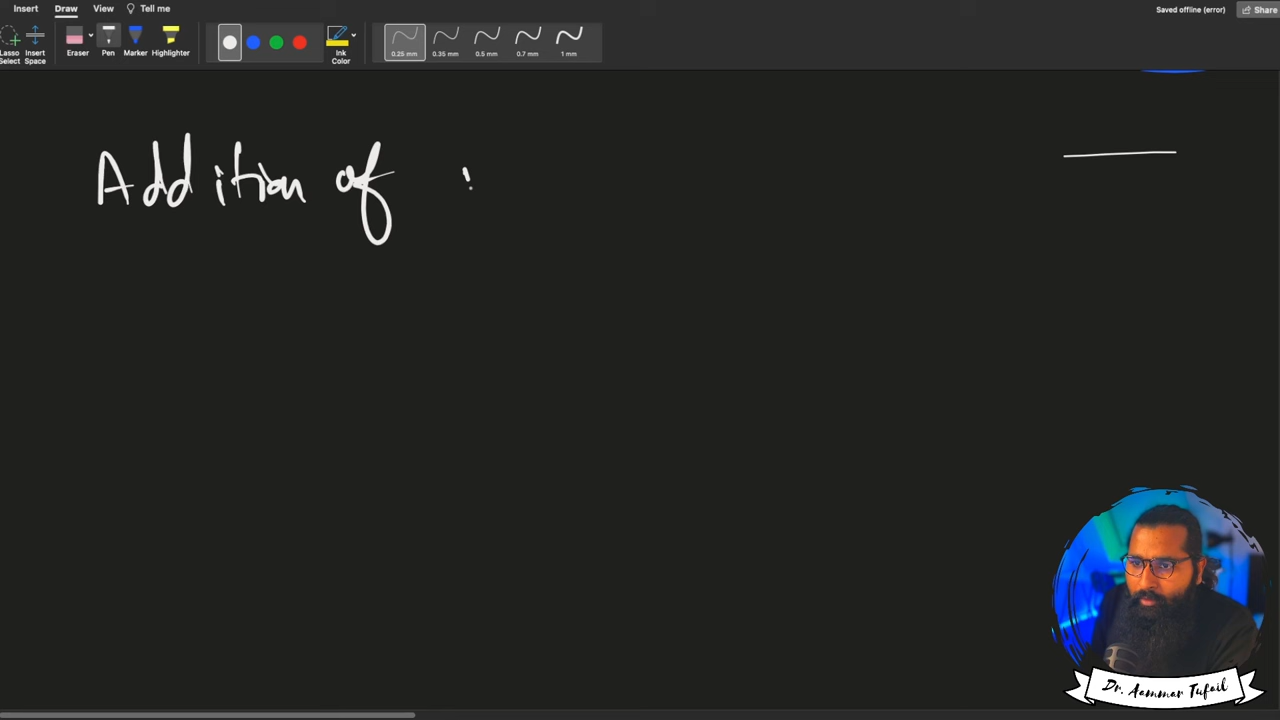 Insert Draw View Tell me Saved offline (error) Share
Lasso Select Insert Space Eraser Pen Marker Highlighter Ink Color 0.25 mm 0.35 mm 0.5 mm 0.7 mm 1 mm
Addition of
Dr. Aammar Tufail